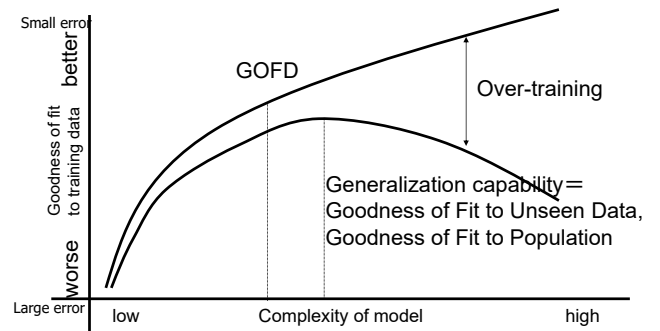 Small error
better
GOFD
Over-training
Goodness of fit
to training data
Generalization capability＝
Goodness of Fit to Unseen Data,
Goodness of Fit to Population
worse
Large error
low
Complexity of model
high